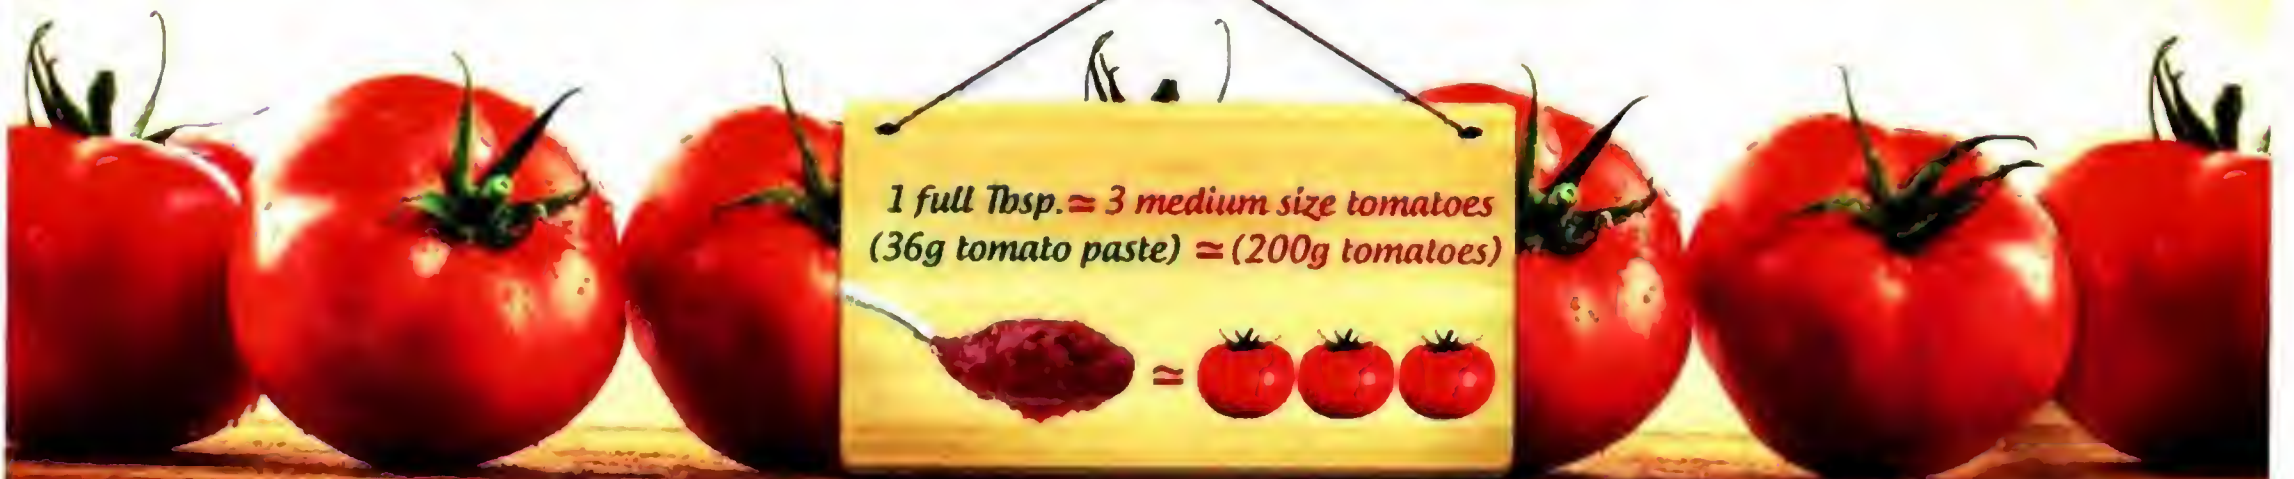 1 full Tbsp. ≃ 3 medium size tomatoes
(36g tomato paste) ≃ (200g tomatoes)
≃